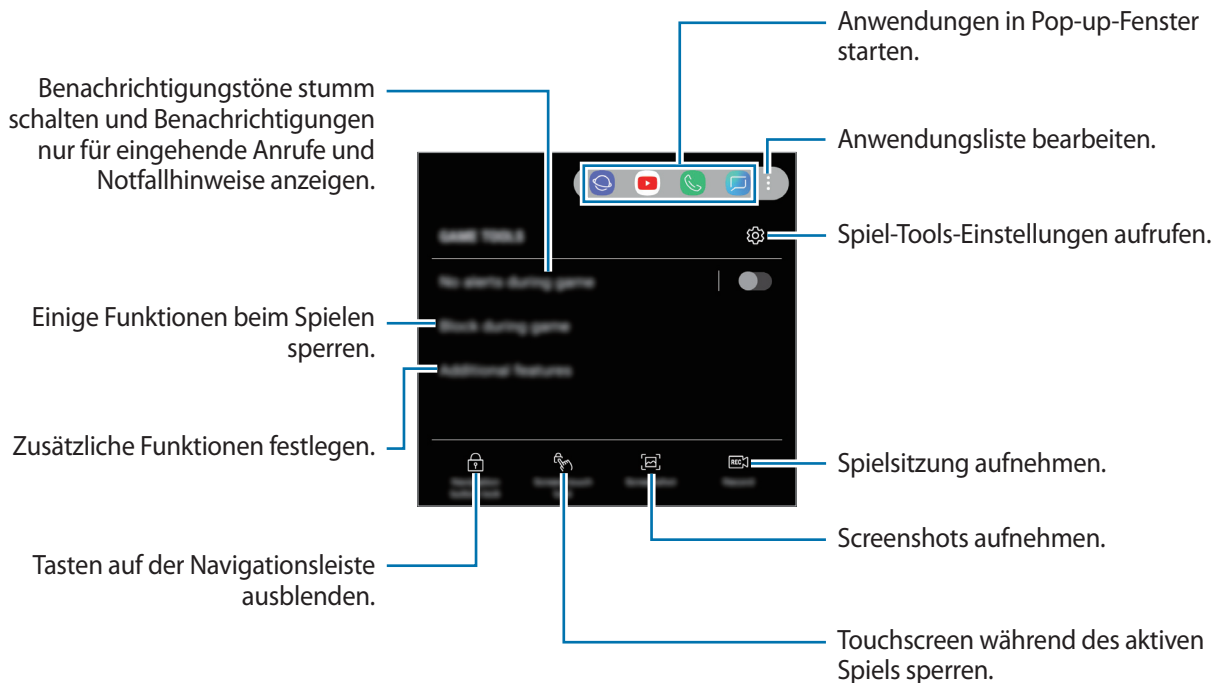 Anwendungen in Pop-up-Fenster
starten.
Benachrichtigungstöne stumm
schalten und Benachrichtigungen
nur für eingehende Anrufe und
Notfallhinweise anzeigen.
Anwendungsliste bearbeiten.
GAME TOOLS
Spiel-Tools-Einstellungen aufrufen.
No alerts during game
Einige Funktionen beim Spielen
sperren.
Block during game
Additional features
Zusätzliche Funktionen festlegen.
REC
Spielsitzung aufnehmen.
Screenshots aufnehmen.
Tasten auf der Navigationsleiste
ausblenden.
Touchscreen während des aktiven
Spiels sperren.